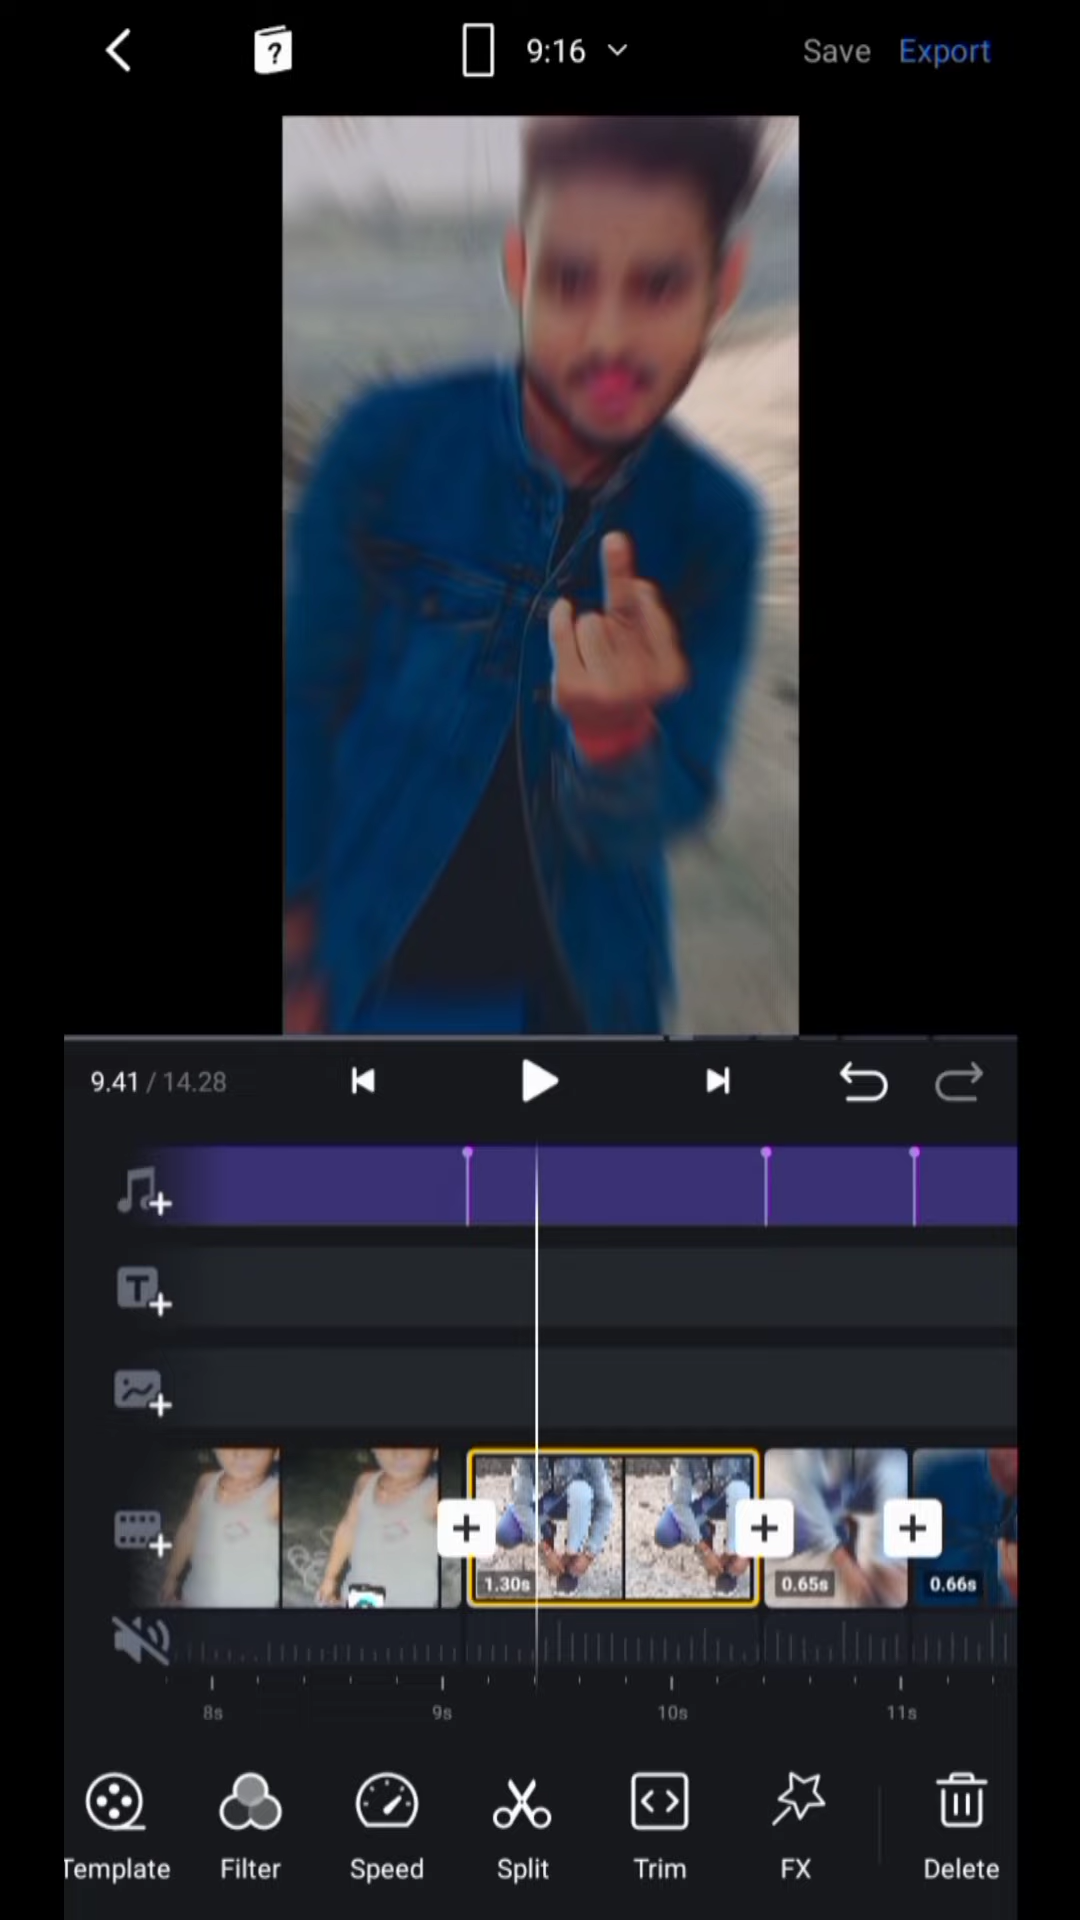 ?
9:16
Save
Export
9.41 / 14.28
T
1.30s
0.65s
0.66s
8s
9s
10s
11s
Template
Filter
Speed
Split
Trim
FX
Delete